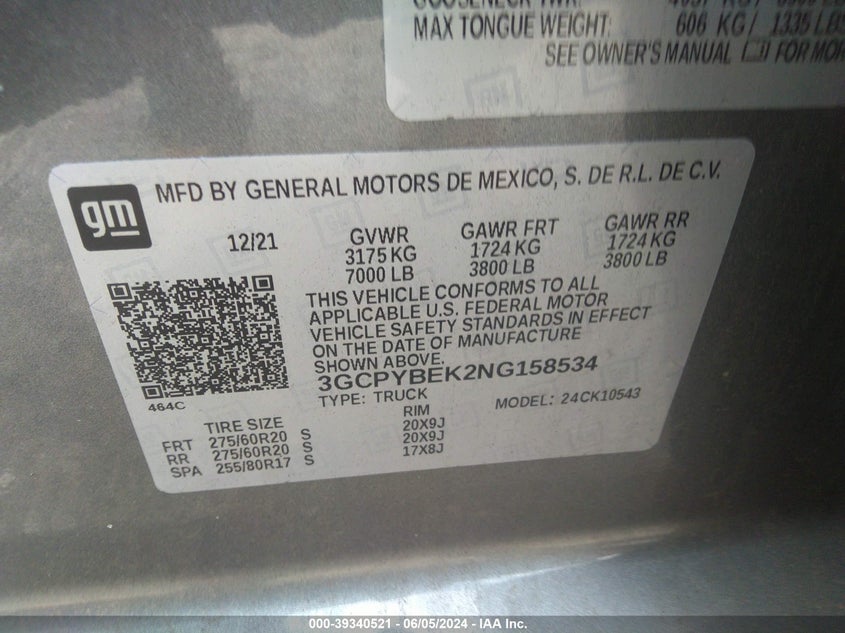 MAX TONGUE WEIGHT: 606 KG / 1335 LBS
SEE OWNER'S MANUAL FOR MOR
gm
MFD BY GENERAL MOTORS DE MEXICO, S. DE R.L. DE C.V.
12/21 GVWR GAWR FRT GAWR RR
3175 KG 1724 KG 1724 KG
7000 LB 3800 LB 3800 LB
THIS VEHICLE CONFORMS TO ALL
APPLICABLE U.S. FEDERAL MOTOR
VEHICLE SAFETY STANDARDS IN EFFECT
ON THE DATE OF MANUFACTURE
SHOWN ABOVE.
3GCPYBEK2NG158534
TYPE: TRUCK MODEL: 24CK10543
464C
TIRE SIZE RIM
FRT 275/60R20 S 20X9J
RR 275/60R20 S 20X9J
SPA 255/80R17 S 17X8J
000-39340521 - 06/05/2024 - IAA Inc.